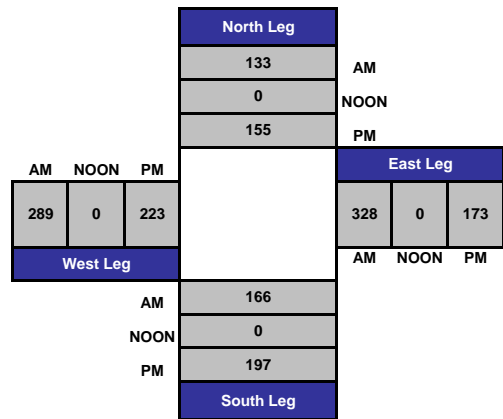 North Leg
133 AM
0 NOON
155 PM
AM NOON PM East Leg
289 0 223 328 0 173
West Leg AM NOON PM
AM 166
NOON 0
PM 197
South Leg